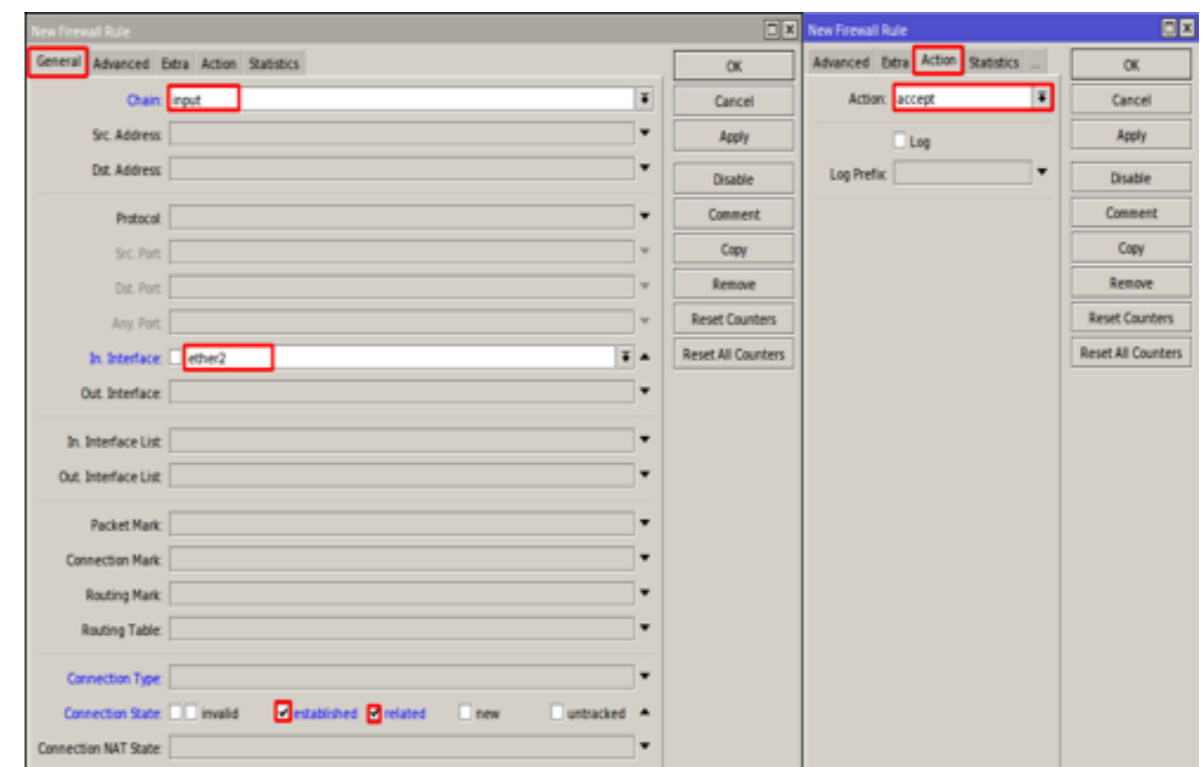 New Firewall Rule
General Advanced Extra Action Statistics
Chain: input
Src. Address:
Dst. Address:
Protocol:
Src. Port:
Dst. Port:
Any. Port:
In. Interface: ether2
Out. Interface:
In. Interface List:
Out. Interface List:
Packet Mark:
Connection Mark:
Routing Mark:
Routing Table:
Connection Type:
Connection State: invalid established related new untracked
Connection NAT State:
OK
Cancel
Apply
Disable
Comment
Copy
Remove
Reset Counters
Reset All Counters
New Firewall Rule
Advanced Extra Action Statistics ...
Action: accept
Log
Log Prefix:
OK
Cancel
Apply
Disable
Comment
Copy
Remove
Reset Counters
Reset All Counters